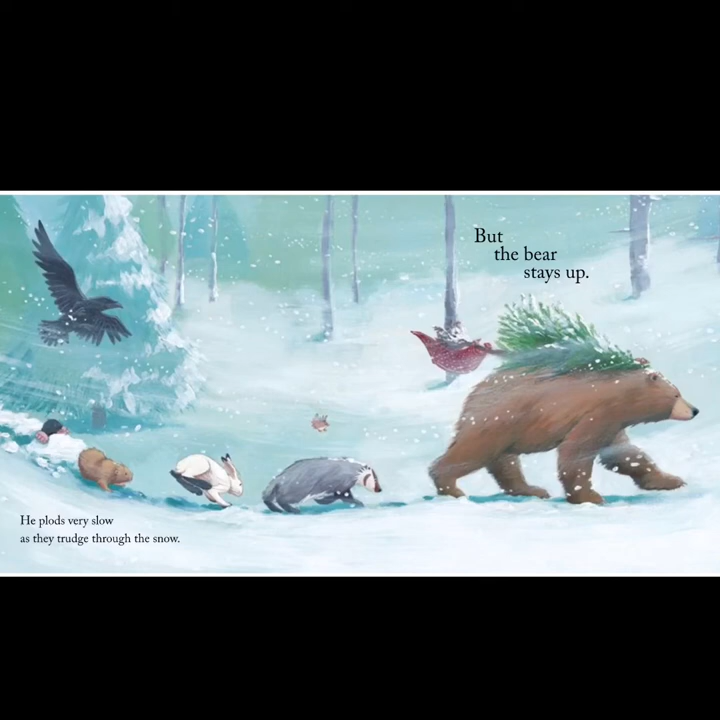 But
the bear
stays up.
He plods very slow
as they trudge through the snow.